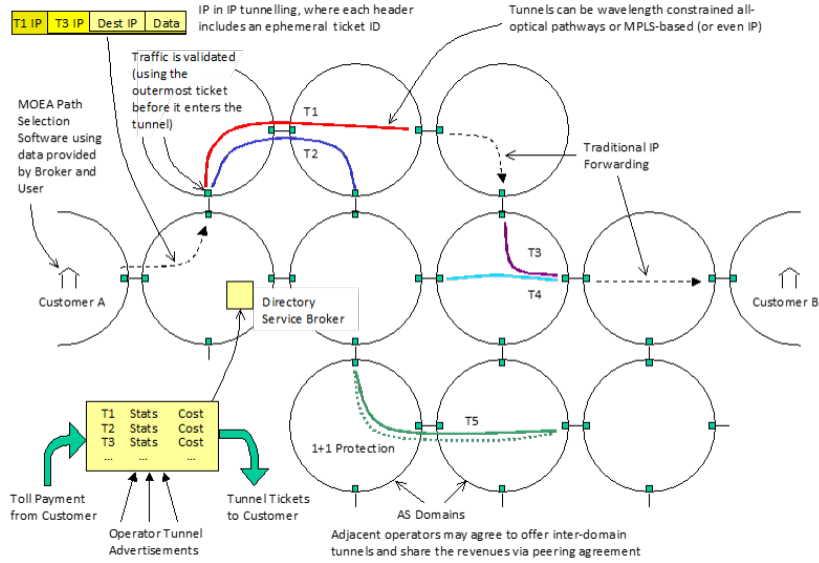 T1 IP T3 IP Dest IP Data
IP in IP tunnelling, where each header
includes an ephemeral ticket ID
Tunnels can be wavelength constrained all-
optical pathways or MPLS-based (or even IP)
Traffic is validated
(using the
outermost ticket
before it enters the
tunnel)
MOEA Path
Selection
Software using
data provided
by Broker and
User
T1
T2
Traditional IP
Forwarding
T3
T4
Customer A
Directory
Service Broker
Customer B
T1 Stats Cost
T2 Stats Cost
T3 Stats Cost
... ... ...
T5
1+1 Protection
Toll Payment
from Customer
Tunnel Tickets
to Customer
Operator Tunnel
Advertisements
AS Domains
Adjacent operators may agree to offer inter-domain
tunnels and share the revenues via peering agreement